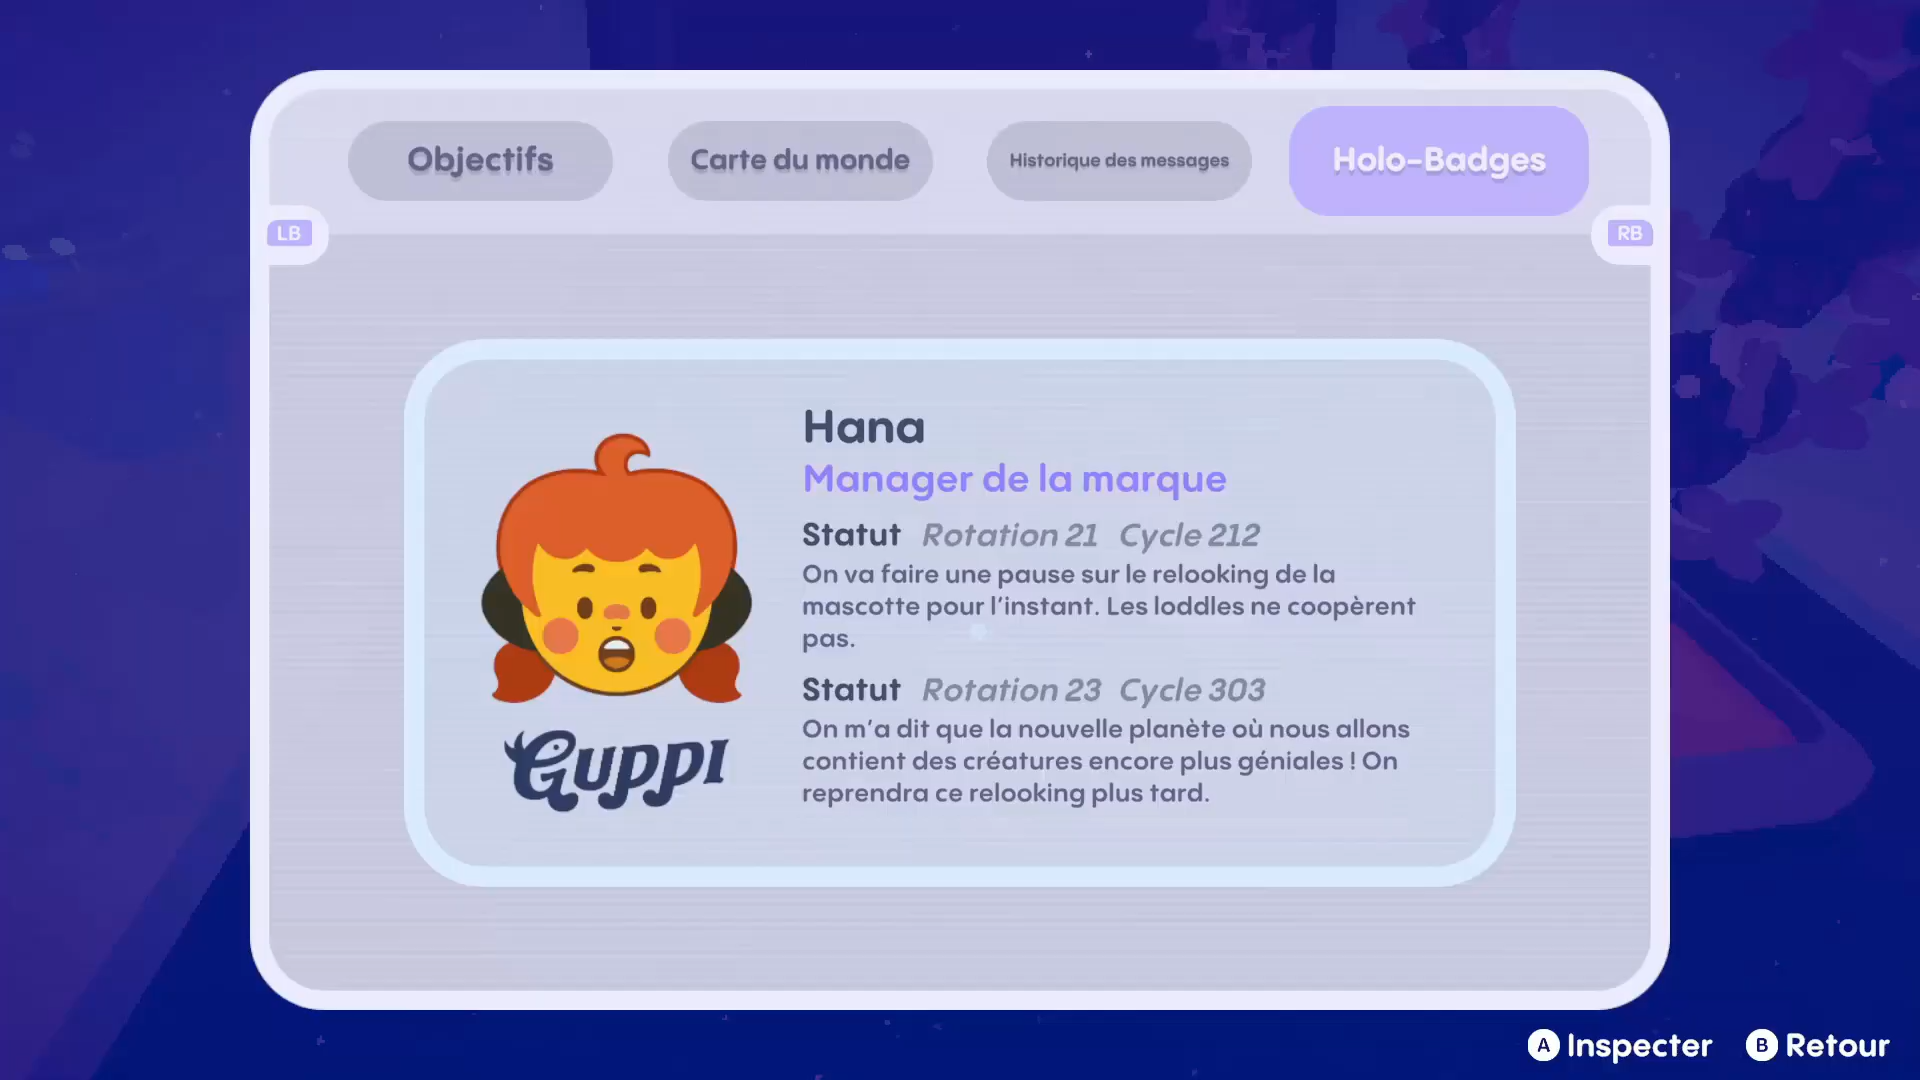 Objectifs
Carte du monde
Historique des messages
Holo-Badges
LB
RB
Hana
Manager de la marque
Statut Rotation 21 Cycle 212
On va faire une pause sur le relooking de la
mascotte pour l'instant. Les loddles ne coopèrent
pas.
Statut Rotation 23 Cycle 303
On m'a dit que la nouvelle planète où nous allons
contient des créatures encore plus géniales ! On
reprendra ce relooking plus tard.
Guppi
A Inspecter
B Retour